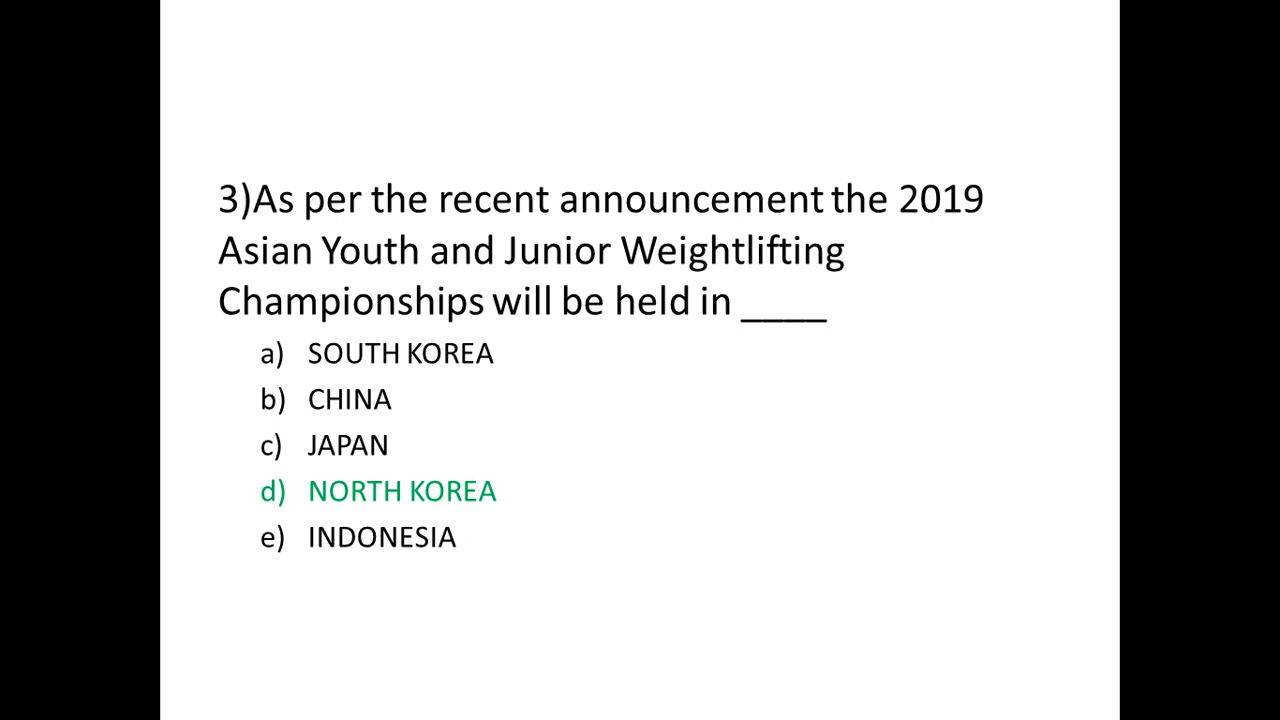 3)As per the recent announcement the 2019
Asian Youth and Junior Weightlifting
Championships will be held in ____
a) SOUTH KOREA
b) CHINA
c) JAPAN
d) NORTH KOREA
e) INDONESIA